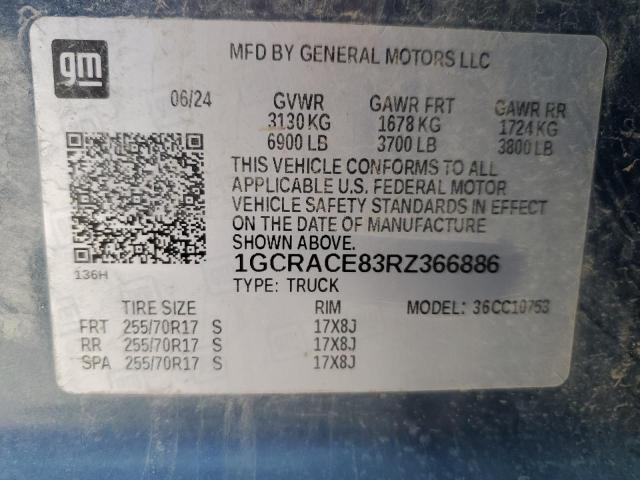 gm
MFD BY GENERAL MOTORS LLC
06/24 GVWR GAWR FRT GAWR RR
3130 KG 1678 KG 1724 KG
6900 LB 3700 LB 3800 LB
THIS VEHICLE CONFORMS TO ALL
APPLICABLE U.S. FEDERAL MOTOR
VEHICLE SAFETY STANDARDS IN EFFECT
ON THE DATE OF MANUFACTURE
SHOWN ABOVE.
136H 1GCRACE83RZ366886
TYPE: TRUCK
TIRE SIZE RIM MODEL: 36CC10753
FRT 255/70R17 S 17X8J
RR 255/70R17 S 17X8J
SPA 255/70R17 S 17X8J